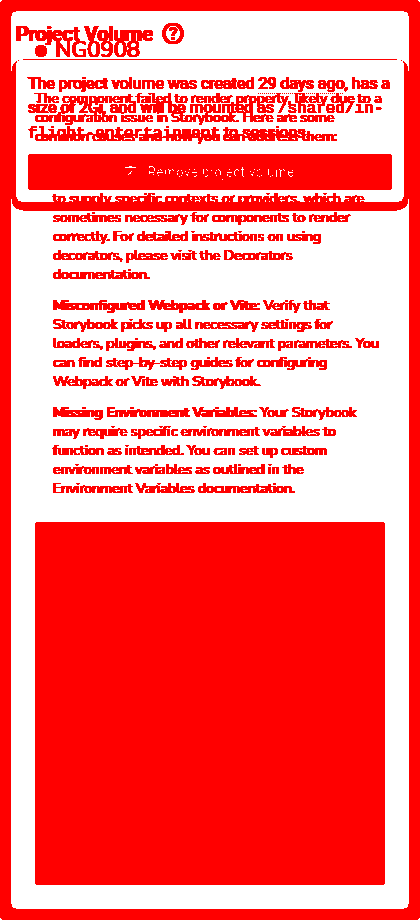 Project Volume ?
NG0908
The project volume was created 29 days ago, has a
The component failed to render properly, likely due to a
size of 2Gi, and will be mounted as /shared/in-
configuration issue in Storybook. Here are some
flight-entertainment to sessions.
common causes and how you can address them:
Remove project volume
to supply specific contexts or providers, which are
sometimes necessary for components to render
correctly. For detailed instructions on using
decorators, please visit the Decorators
documentation.
Misconfigured Webpack or Vite: Verify that
Storybook picks up all necessary settings for
loaders, plugins, and other relevant parameters. You
can find step-by-step guides for configuring
Webpack or Vite with Storybook.
Missing Environment Variables: Your Storybook
may require specific environment variables to
function as intended. You can set up custom
environment variables as outlined in the
Environment Variables documentation.